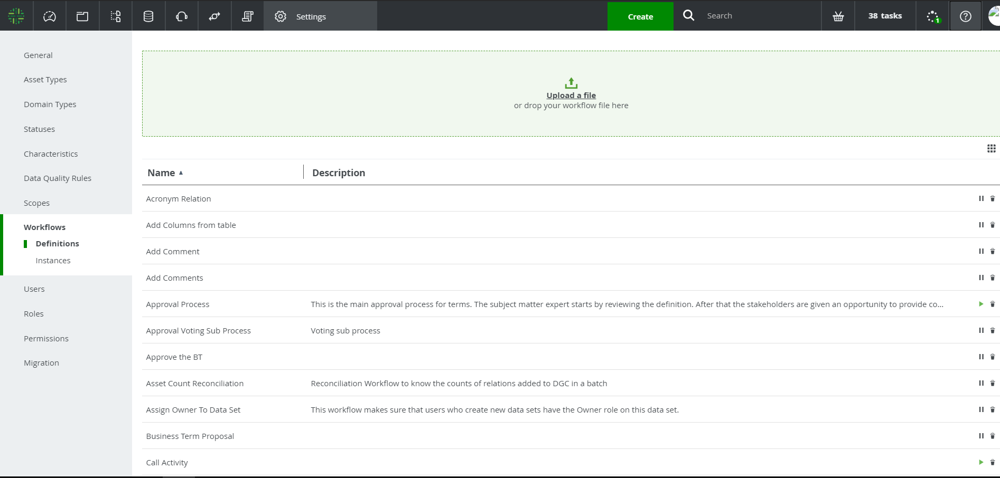 Settings
Create
Search
38 tasks
1
General
Asset Types
Domain Types
Statuses
Characteristics
Data Quality Rules
Scopes
Workflows
Definitions
Instances
Users
Roles
Permissions
Migration
Upload a file
or drop your workflow file here
Name Description
Acronym Relation
Add Columns from table
Add Comment
Add Comments
Approval Process This is the main approval process for terms. The subject matter expert starts by reviewing the definition. After that the stakeholders are given an opportunity to provide co...
Approval Voting Sub Process Voting sub process
Approve the BT
Asset Count Reconciliation Reconciliation Workflow to know the counts of relations added to DGC in a batch
Assign Owner To Data Set This workflow makes sure that users who create new data sets have the Owner role on this data set.
Business Term Proposal
Call Activity